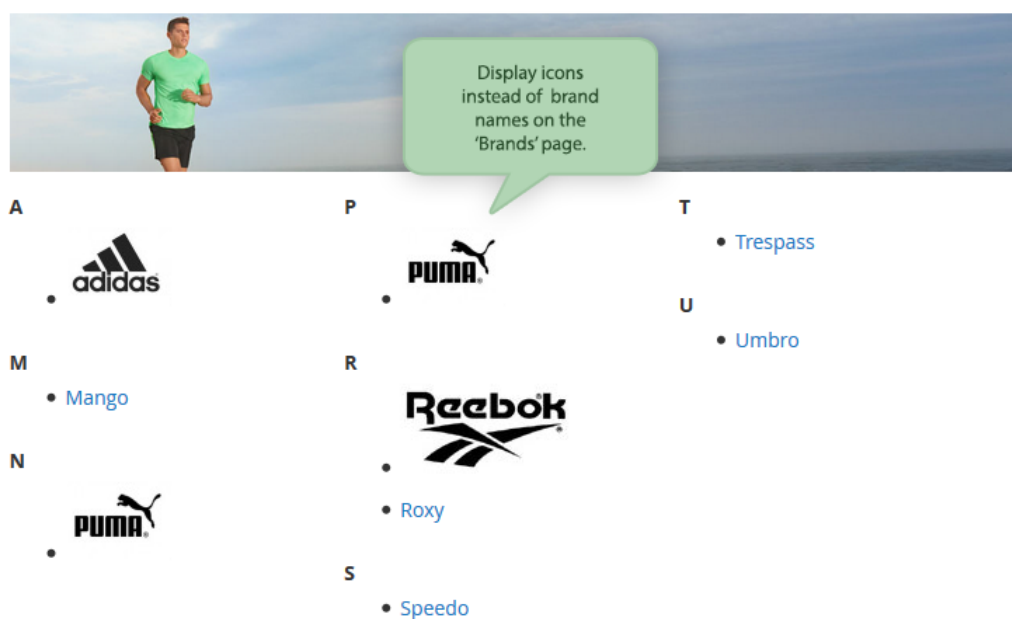 Display icons
instead of brand
names on the
'Brands' page.
A
adidas
M
Mango
N
PUMA®
P
PUMA®
R
Reebok®
Roxy
S
Speedo
T
Trespass
U
Umbro